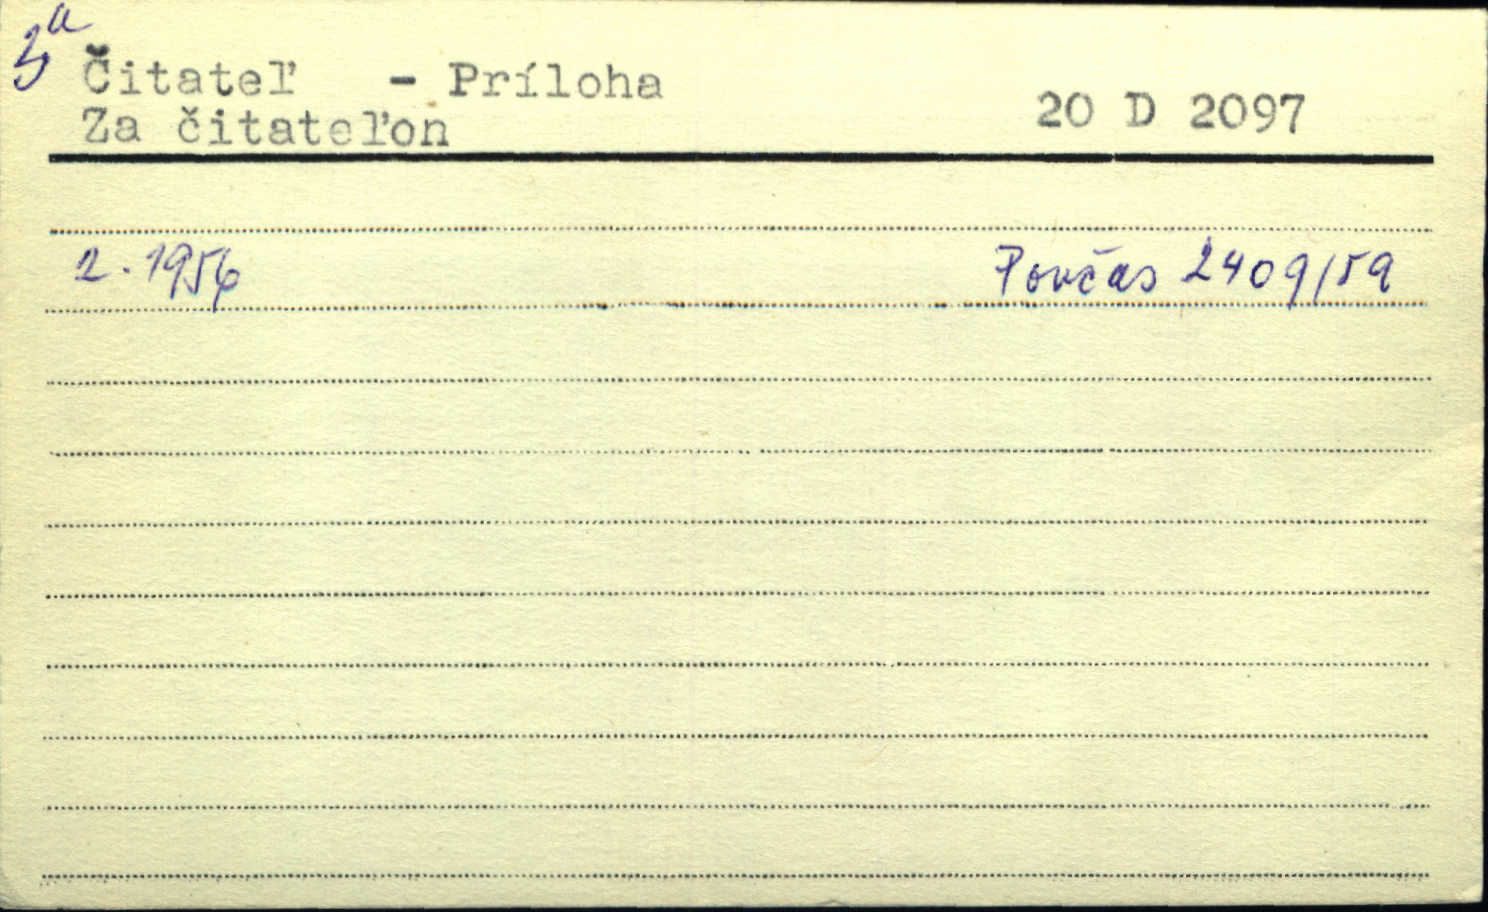 3a
Čitateľ - Príloha
Za čitateľon
20 D 2097
2. 1956
Povčas 2409/59